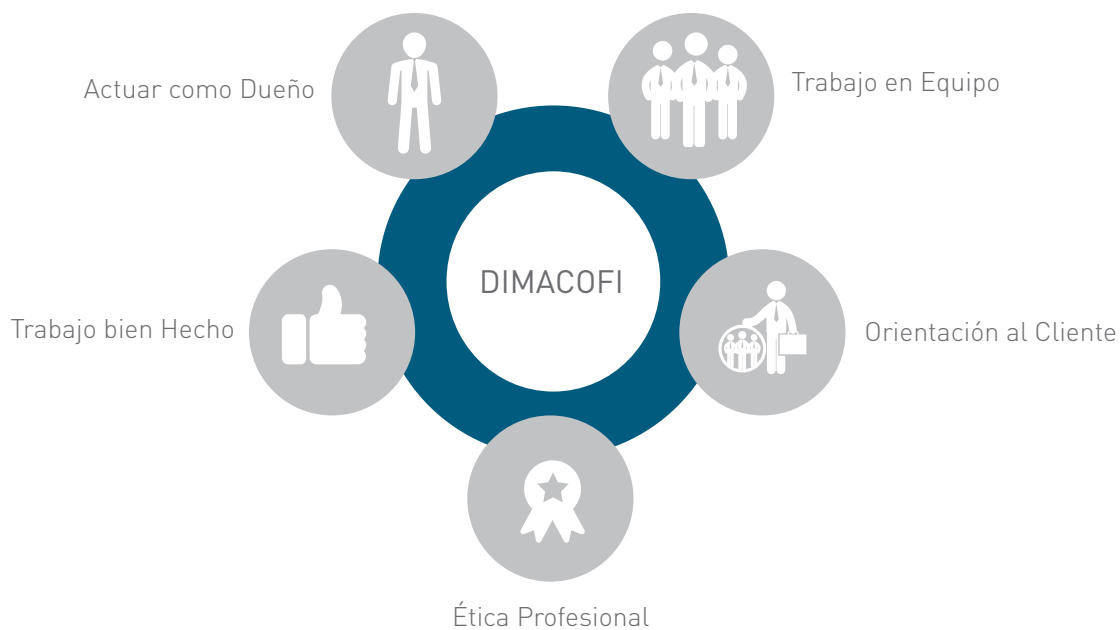 Actuar como Dueño
Trabajo en Equipo
DIMACOFI
Trabajo bien Hecho
Orientación al Cliente
Ética Profesional